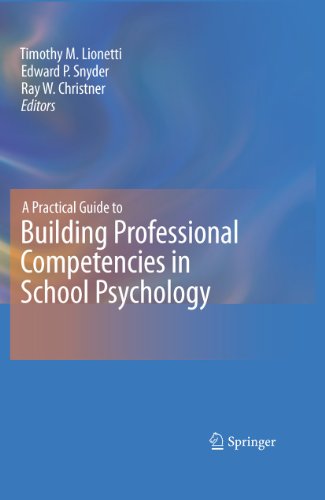 Timothy M. Lionetti
Edward P. Snyder
Ray W. Christner
Editors
A Practical Guide to
Building Professional
Competencies in
School Psychology
Springer